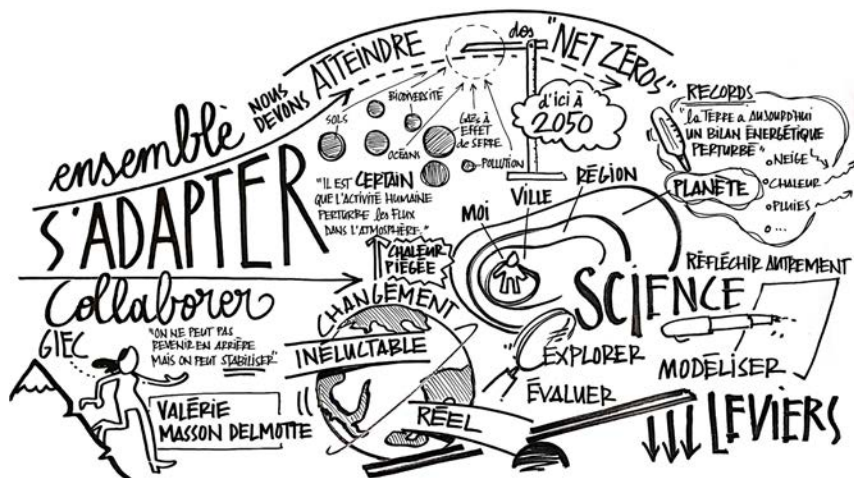 ensemble
S'ADAPTER
Collaborer
NOUS
DEVONS
ATTEINDRE
dos
"NET ZÉROS"
d'ici à
2050
SOLS
BIODIVERSITÉ
OCÉANS
GAZS À
EFFET
de SERRE
POLLUTION
"IL EST CERTAIN
QUE L'ACTIVITÉ HUMAINE
PERTURBE les FLUX
DANS L'ATMOSPHÈRE."
CHALEUR
PIÉGÉE
MOI
VILLE
RÉGION
PLANÈTE
RECORDS
"la TERRE a AUJOURD'HUI
UN BILAN ÉNERGÉTIQUE
PERTURBÉ"
NEIGE
CHALEUR
PLUIES
...
GIEC
"ON NE PEUT PAS
REVENIR EN ARRIÈRE
MAIS ON PEUT STABILISER"
VALÉRIE
MASSON DELMOTTE
CHANGÉMENT
INÉLUCTABLE
RÉEL
SCIENCE
EXPLORER
ÉVALUER
RÉFLÉCHIR AUTREMENT
MODÉLISER
LEVIERS